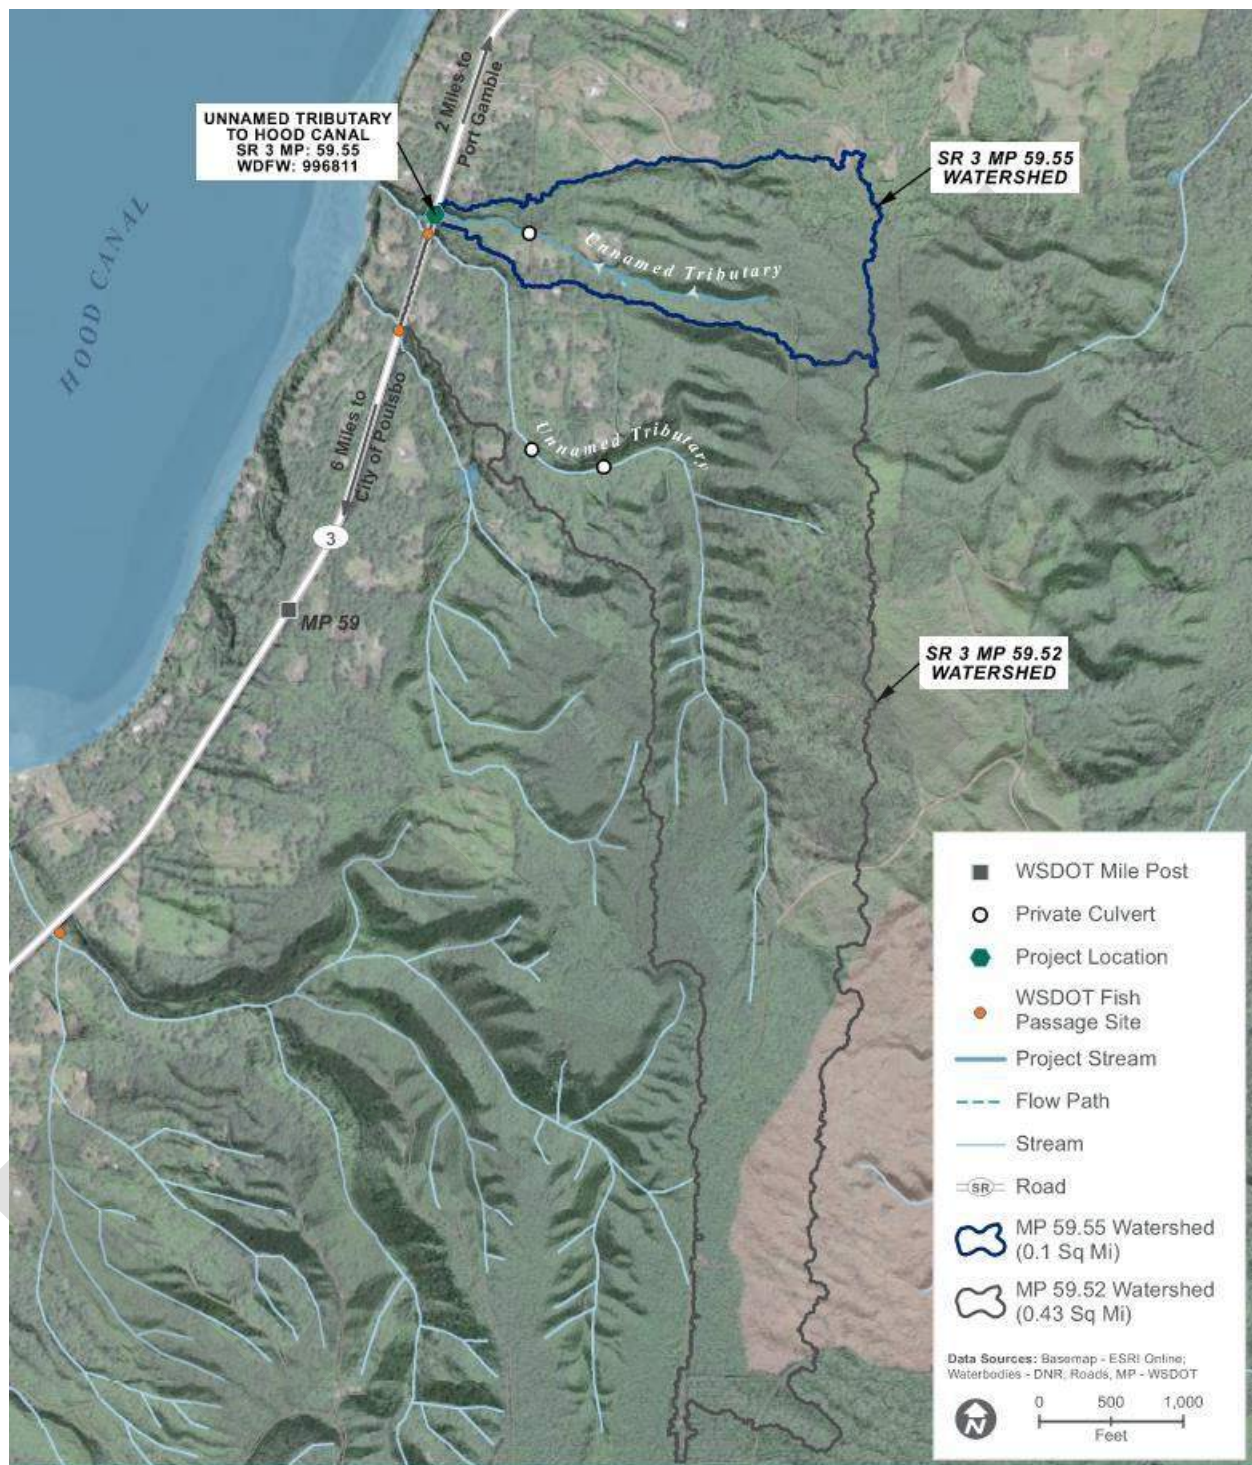 2 Miles to
Port Gamble
UNNAMED TRIBUTARY
TO HOOD CANAL
SR 3 MP: 59.55
WDFW: 996811
SR 3 MP 59.55
WATERSHED
HOOD CANAL
Unnamed Tributary
6 Miles to
City of Poulsbo
Unnamed Tributary
3
MP 59
SR 3 MP 59.52
WATERSHED
WSDOT Mile Post
Private Culvert
Project Location
WSDOT Fish
Passage Site
Project Stream
Flow Path
Stream
SR
Road
MP 59.55 Watershed
(0.1 Sq Mi)
MP 59.52 Watershed
(0.43 Sq Mi)
Data Sources: Basemap - ESRI Online;
Waterbodies - DNR; Roads, MP - WSDOT
N
0 500 1,000
Feet